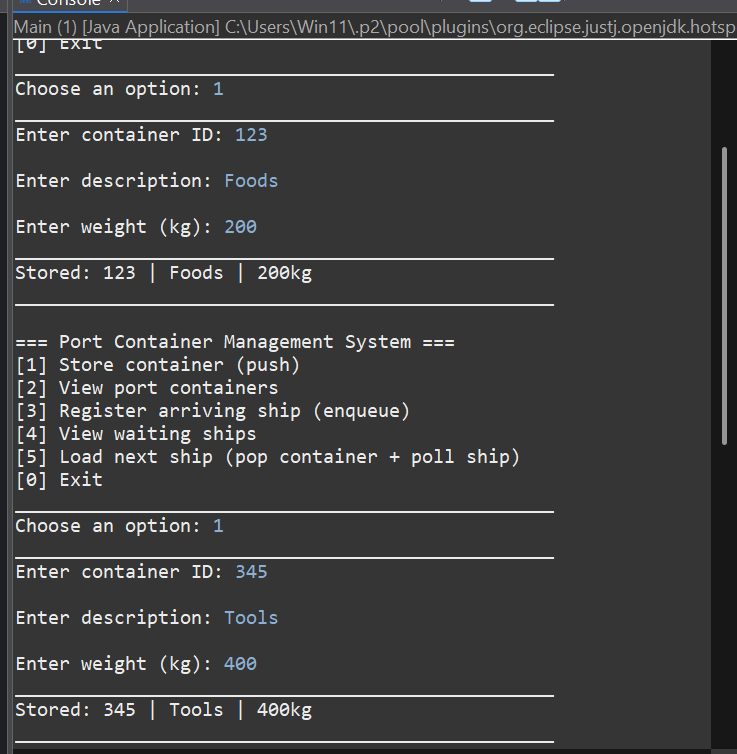 Console
Main (1) [Java Application] C:\Users\Win11\.p2\pool\plugins\org.eclipse.justj.openjdk.hotsp
[0] Exit
Choose an option: 1
Enter container ID: 123
Enter description: Foods
Enter weight (kg): 200
Stored: 123 | Foods | 200kg
=== Port Container Management System ===
[1] Store container (push)
[2] View port containers
[3] Register arriving ship (enqueue)
[4] View waiting ships
[5] Load next ship (pop container + poll ship)
[0] Exit
Choose an option: 1
Enter container ID: 345
Enter description: Tools
Enter weight (kg): 400
Stored: 345 | Tools | 400kg